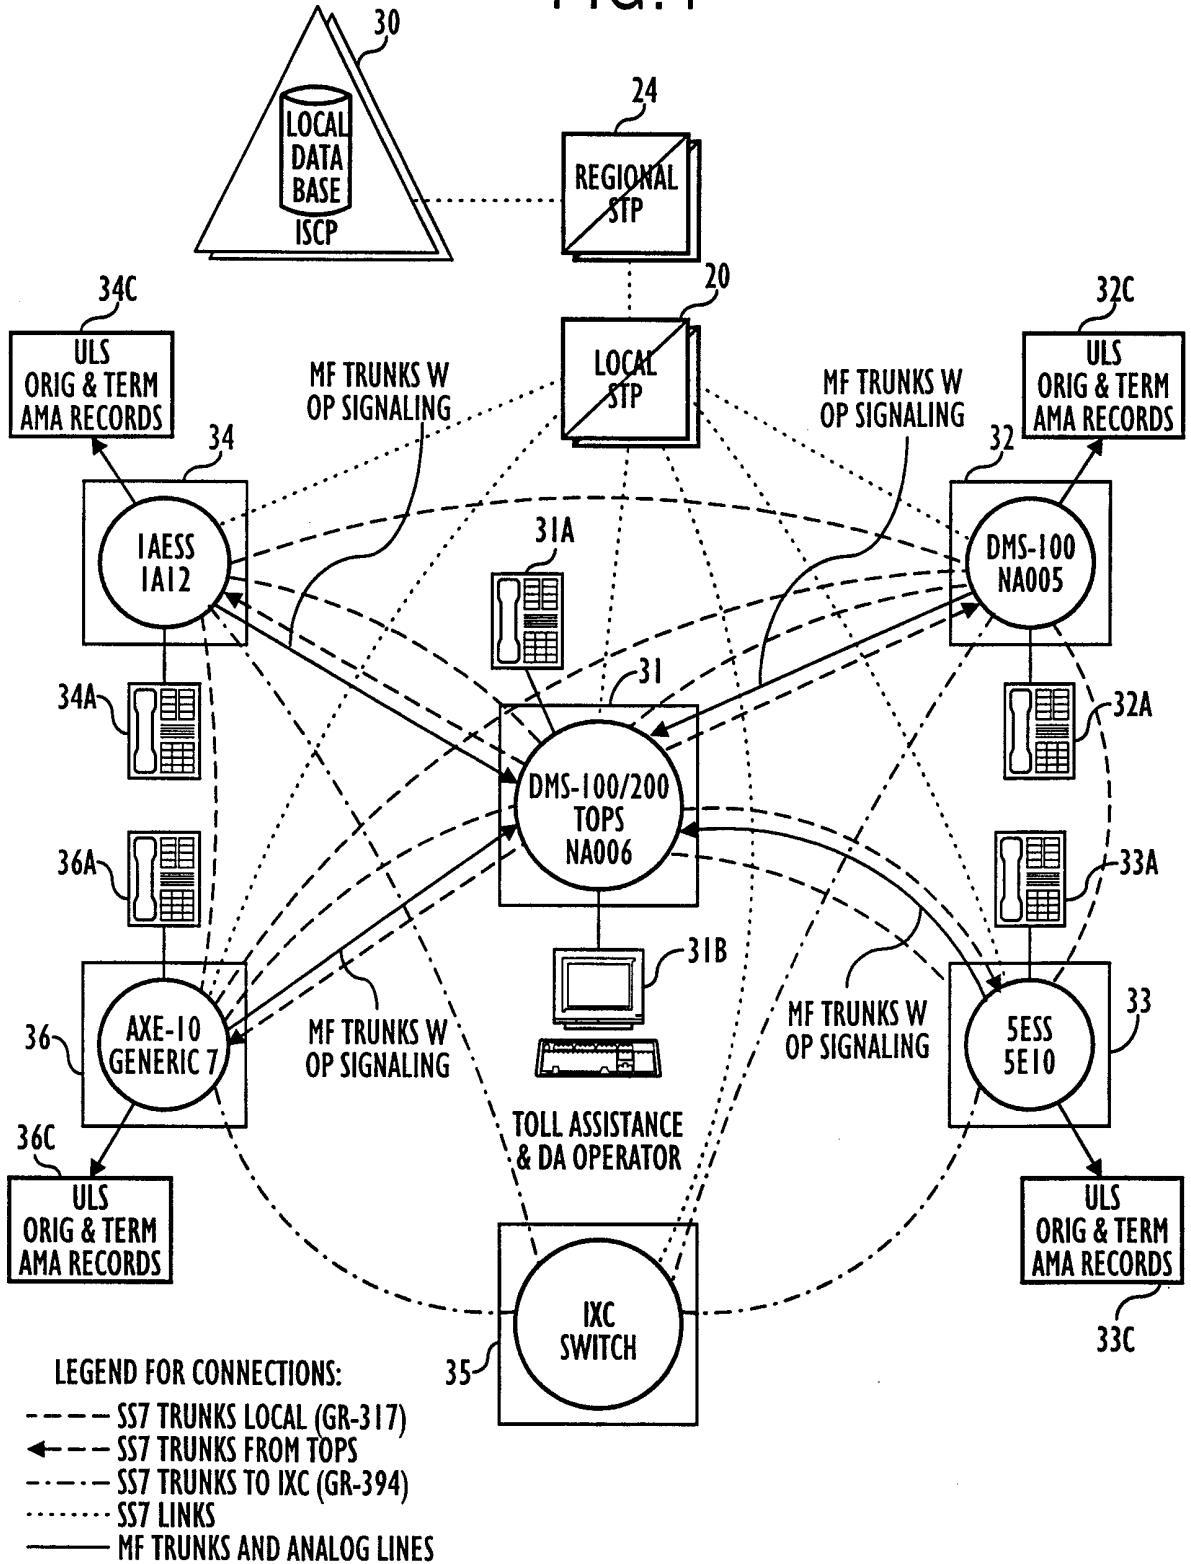 FIG. 1
30
LOCAL
DATA
BASE
ISCP
24
REGIONAL
STP
20
LOCAL
STP
34C
ULS
ORIG & TERM
AMA RECORDS
32C
ULS
ORIG & TERM
AMA RECORDS
MF TRUNKS W
OP SIGNALING
MF TRUNKS W
OP SIGNALING
34
1AESS
1A12
32
DMS-100
NA005
31A
34A
31
32A
DMS-100/200
TOPS
NA006
36A
33A
31B
36
AXE-10
GENERIC 7
MF TRUNKS W
OP SIGNALING
MF TRUNKS W
OP SIGNALING
33
5ESS
5E10
TOLL ASSISTANCE
& DA OPERATOR
36C
ULS
ORIG & TERM
AMA RECORDS
ULS
ORIG & TERM
AMA RECORDS
33C
IXC
SWITCH
35
LEGEND FOR CONNECTIONS:
SS7 TRUNKS LOCAL (GR-317)
SS7 TRUNKS FROM TOPS
SS7 TRUNKS TO IXC (GR-394)
SS7 LINKS
MF TRUNKS AND ANALOG LINES